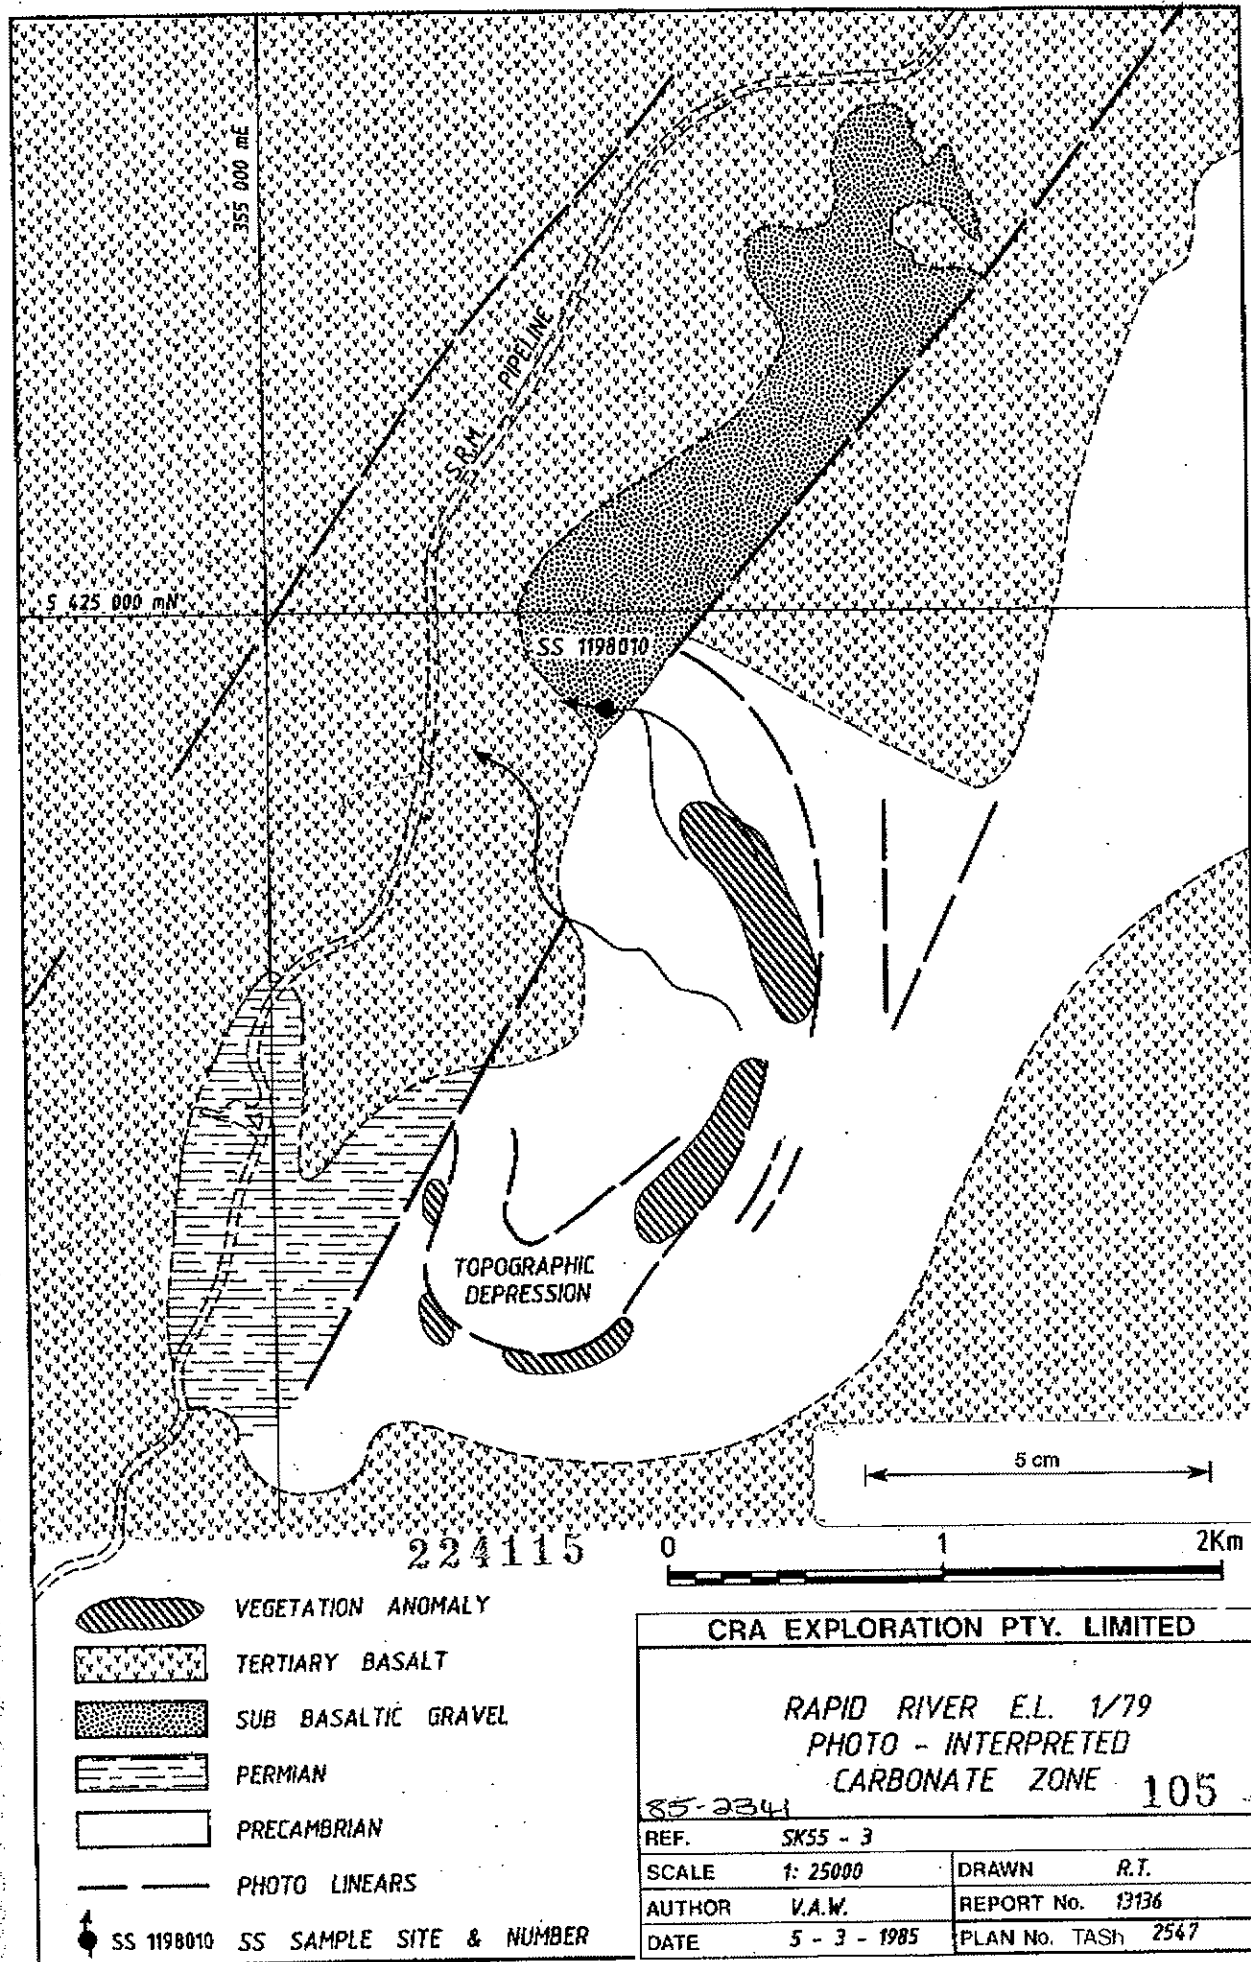 355 000 mE
S.R.M. PIPELINE
5 425 000 mN
SS 1198010
TOPOGRAPHIC
DEPRESSION
5 cm
224115
0 1 2Km
VEGETATION ANOMALY
TERTIARY BASALT
SUB BASALTIC GRAVEL
PERMIAN
PRECAMBRIAN
PHOTO LINEARS
SS 1198010 SS SAMPLE SITE & NUMBER
CRA EXPLORATION PTY. LIMITED
RAPID RIVER E.L. 1/79
PHOTO - INTERPRETED
CARBONATE ZONE 105
85-2341
REF. SK55 - 3
SCALE 1: 25000 DRAWN R.T.
AUTHOR V.A.W. REPORT No. 13136
DATE 5 - 3 - 1985 PLAN No. TASh 2547